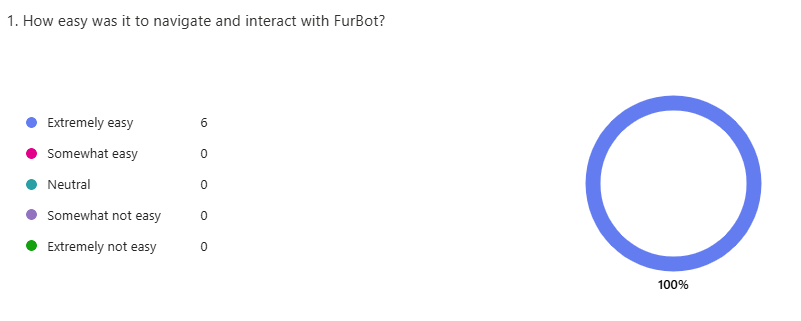 1. How easy was it to navigate and interact with FurBot?
Extremely easy 6
Somewhat easy 0
Neutral 0
Somewhat not easy 0
Extremely not easy 0
100%